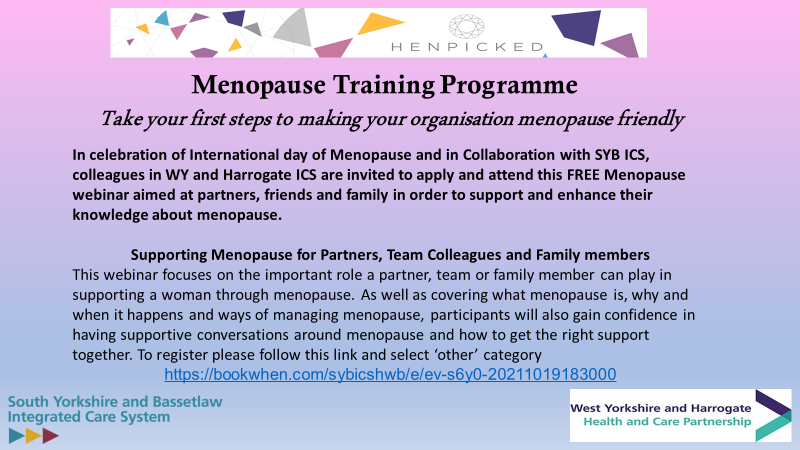 HENPICKED
Menopause Training Programme
Take your first steps to making your organisation menopause friendly
In celebration of International day of Menopause and in Collaboration with SYB ICS,
colleagues in WY and Harrogate ICS are invited to apply and attend this FREE Menopause
webinar aimed at partners, friends and family in order to support and enhance their
knowledge about menopause.
Supporting Menopause for Partners, Team Colleagues and Family members
This webinar focuses on the important role a partner, team or family member can play in
supporting a woman through menopause. As well as covering what menopause is, why and
when it happens and ways of managing menopause, participants will also gain confidence in
having supportive conversations around menopause and how to get the right support
together. To register please follow this link and select ‘other’ category
https://bookwhen.com/sybicshwb/e/ev-s6y0-20211019183000
South Yorkshire and Bassetlaw
Integrated Care System
West Yorkshire and Harrogate
Health and Care Partnership